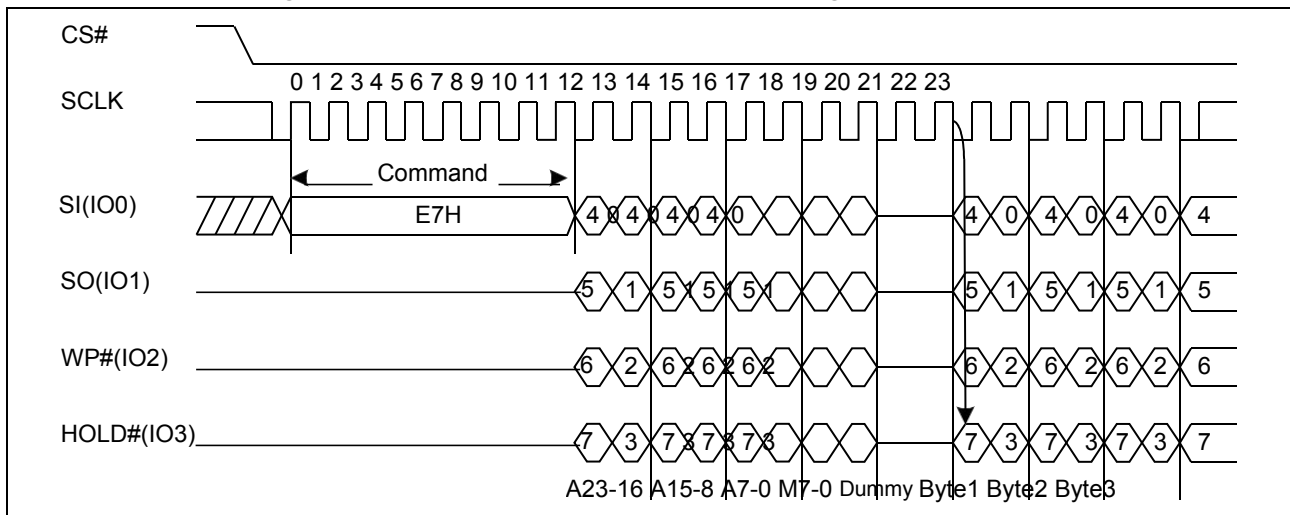 CS#
0 1 2 3 4 5 6 7 8 9 10 11 12 13 14 15 16 17 18 19 20 21 22 23
SCLK
Command
SI(IO0) E7H 4 0 4 0 4 0 4 0 4 0 4 0 4 0 4
SO(IO1) 5 1 5 1 5 1 5 1 5 1 5 1 5 1 5
WP#(IO2) 6 2 6 2 6 2 6 2 6 2 6 2 6 2 6
HOLD#(IO3) 7 3 7 3 7 3 7 3 7 3 7 3 7 3 7
A23-16 A15-8 A7-0 M7-0 Dummy Byte1 Byte2 Byte3